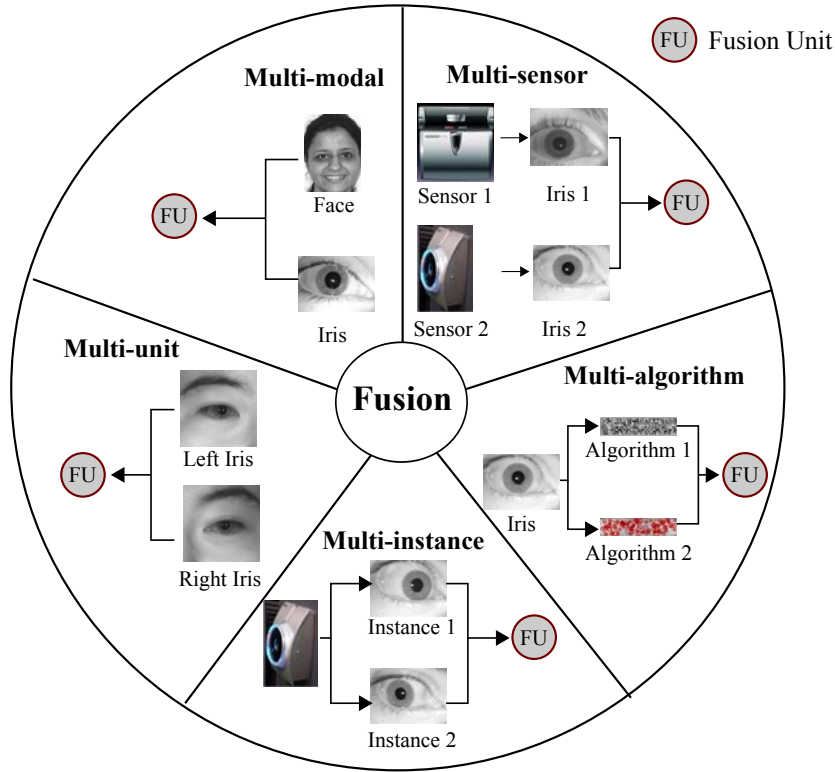 FU Fusion Unit
Multi-modal
Face
FU
Iris
Multi-sensor
Sensor 1
Iris 1
FU
Sensor 2
Iris 2
Multi-unit
Left Iris
FU
Right Iris
Fusion
Multi-algorithm
Algorithm 1
Iris
FU
Algorithm 2
Multi-instance
Instance 1
FU
Instance 2